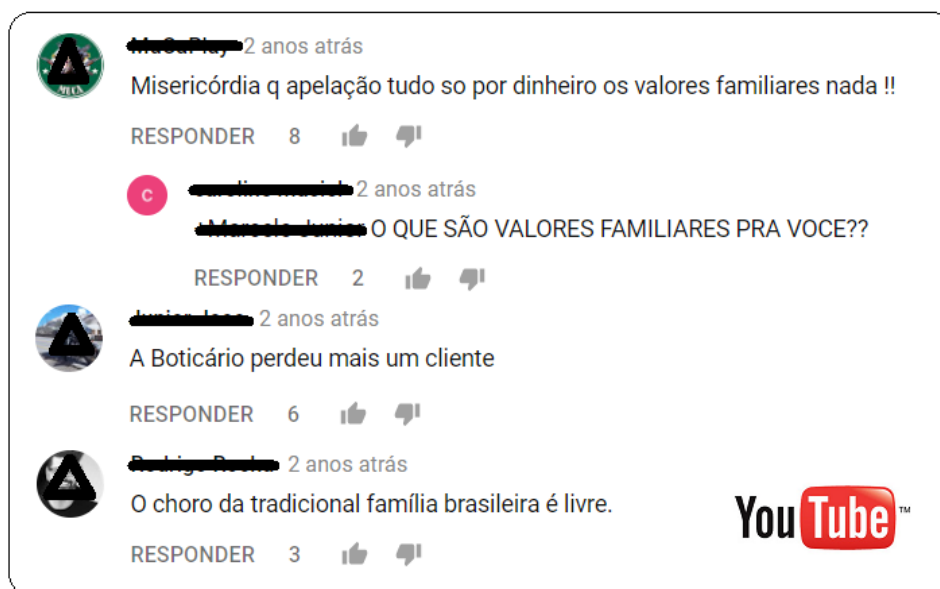 2 anos atrás
Misericórdia q apelação tudo so por dinheiro os valores familiares nada !!
RESPONDER 8
C
2 anos atrás
O QUE SÃO VALORES FAMILIARES PRA VOCE??
RESPONDER 2
2 anos atrás
A Boticário perdeu mais um cliente
RESPONDER 6
2 anos atrás
O choro da tradicional família brasileira é livre.
RESPONDER 3
YouTube™